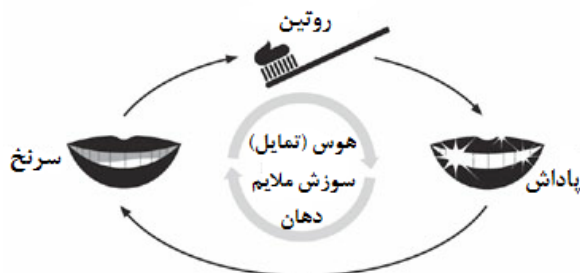 روتین
سرنخ
هوس (تمایل)
سوزش ملایم
دهان
پاداش